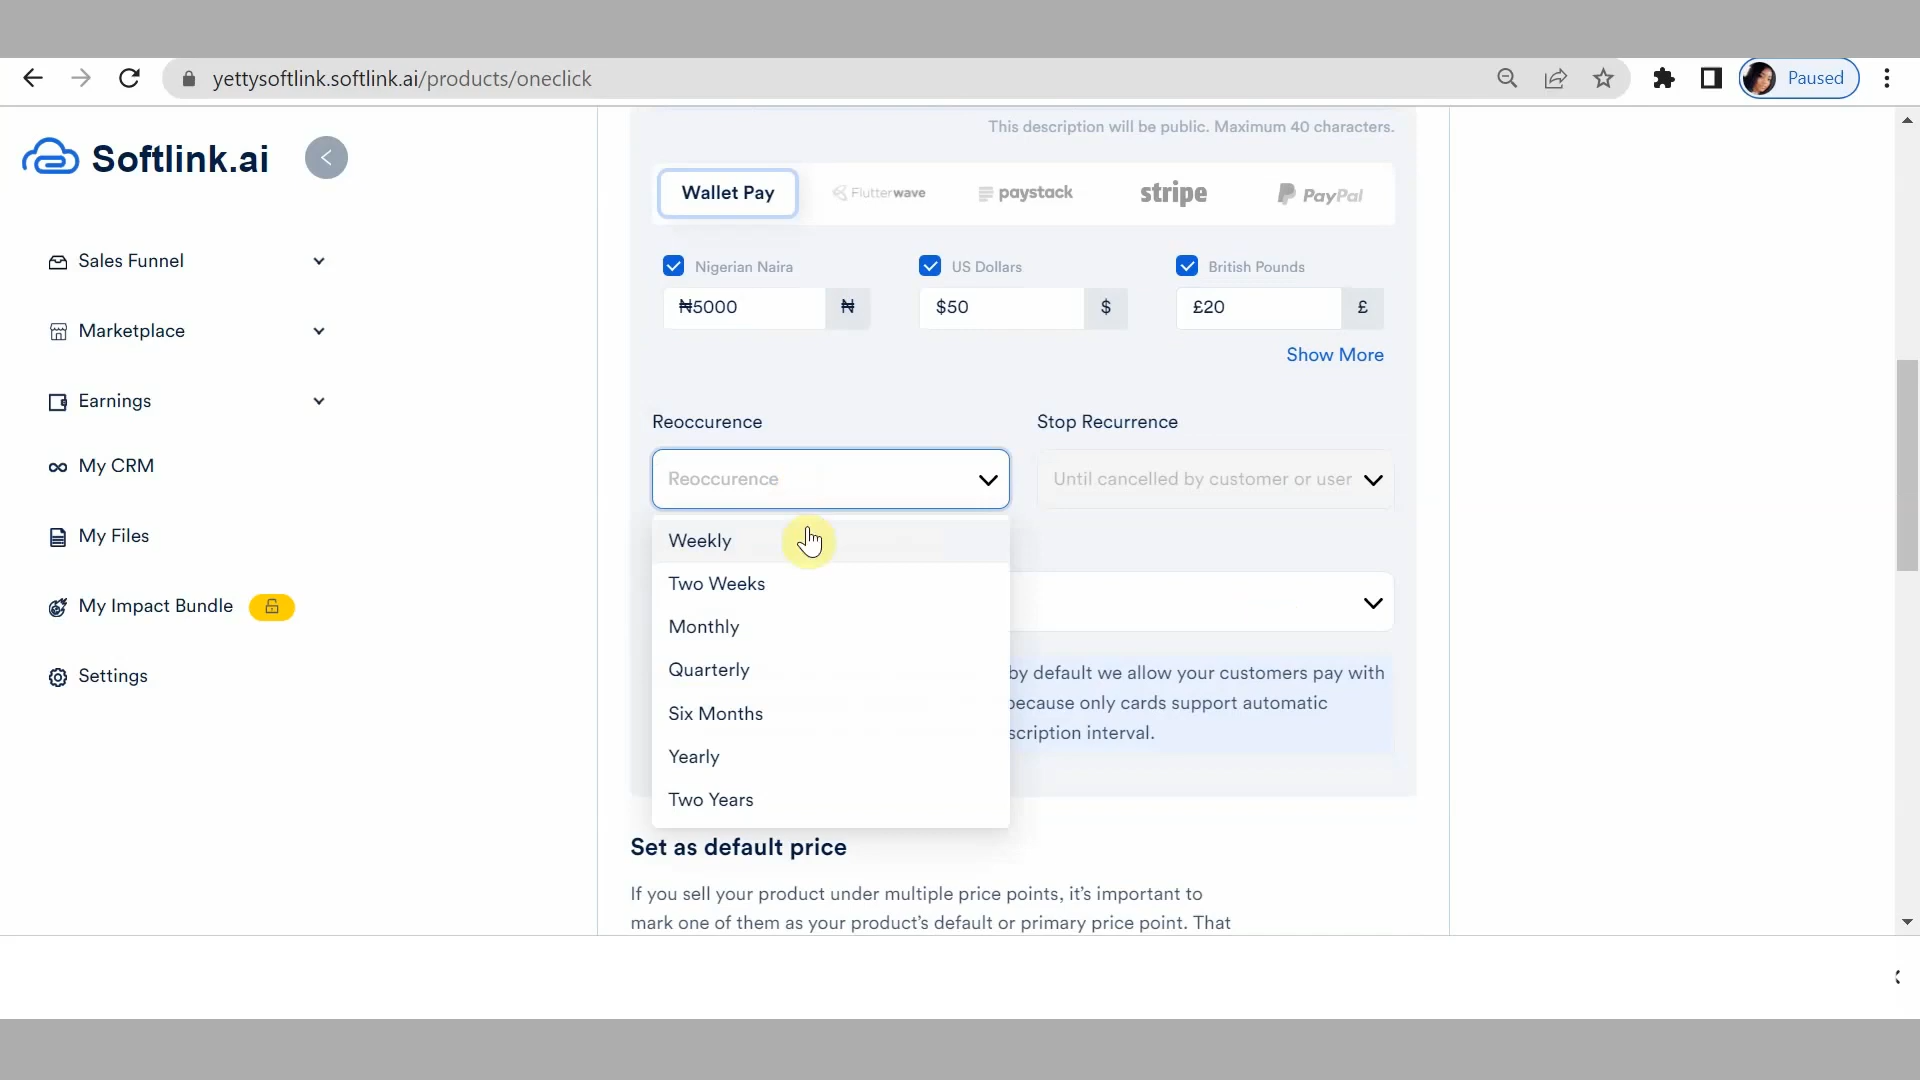 yettysoftlink.softlink.ai/products/oneclick
Paused
Softlink.ai
Sales Funnel
Marketplace
Earnings
My CRM
My Files
My Impact Bundle
Settings
This description will be public. Maximum 40 characters.
Wallet Pay
Flutterwave
paystack
stripe
PayPal
Nigerian Naira
US Dollars
British Pounds
₦5000 ₦
$50 $
£20 £
Show More
Reoccurence
Stop Recurrence
Reoccurence
Until cancelled by customer or user
Weekly
Two Weeks
Monthly
Quarterly
Six Months
Yearly
Two Years
by default we allow your customers pay with
because only cards support automatic
scription interval.
Set as default price
If you sell your product under multiple price points, it's important to
mark one of them as your product's default or primary price point. That